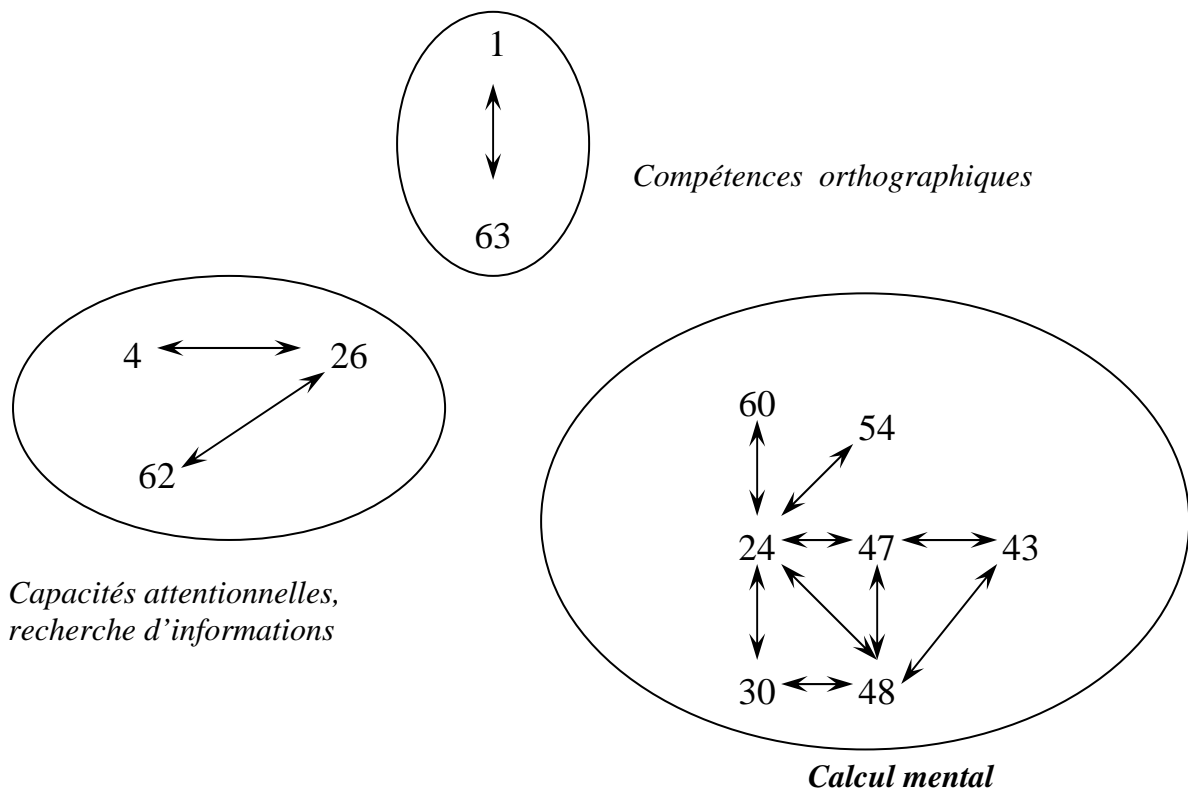 1
63
Compétences orthographiques
4 26
62
Capacités attentionnelles,
recherche d'informations
60
54
24 47 43
30 48
Calcul mental